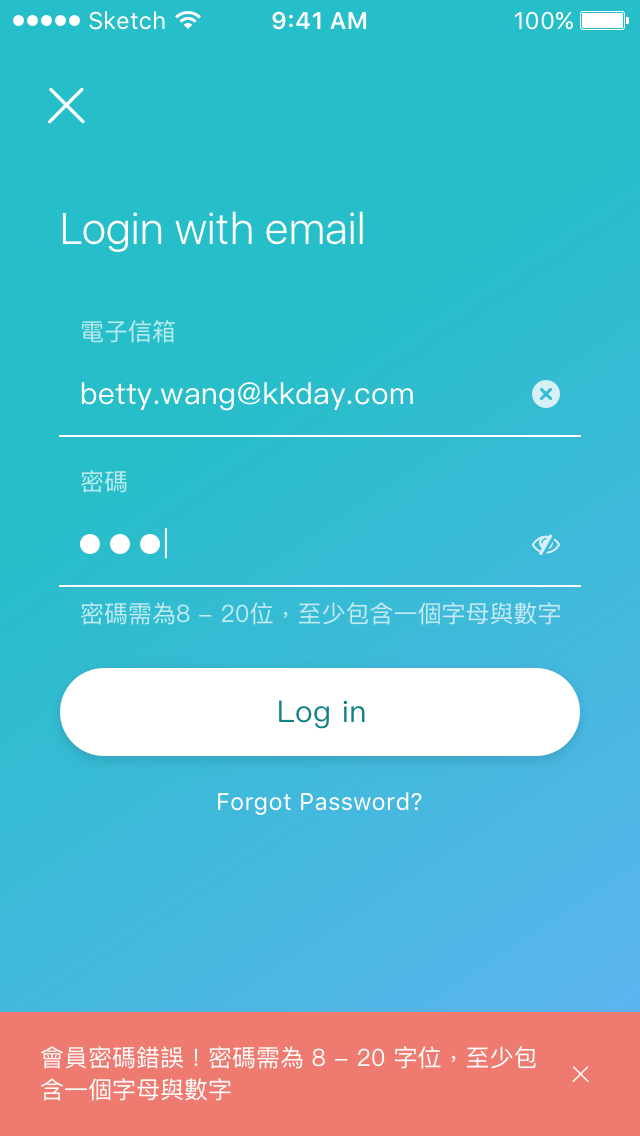 Sketch 9:41 AM 100%
Login with email
電子信箱
betty.wang@kkday.com
密碼
密碼需為8 – 20位，至少包含一個字母與數字
Log in
Forgot Password?
會員密碼錯誤！密碼需為 8 – 20 字位，至少包
含一個字母與數字